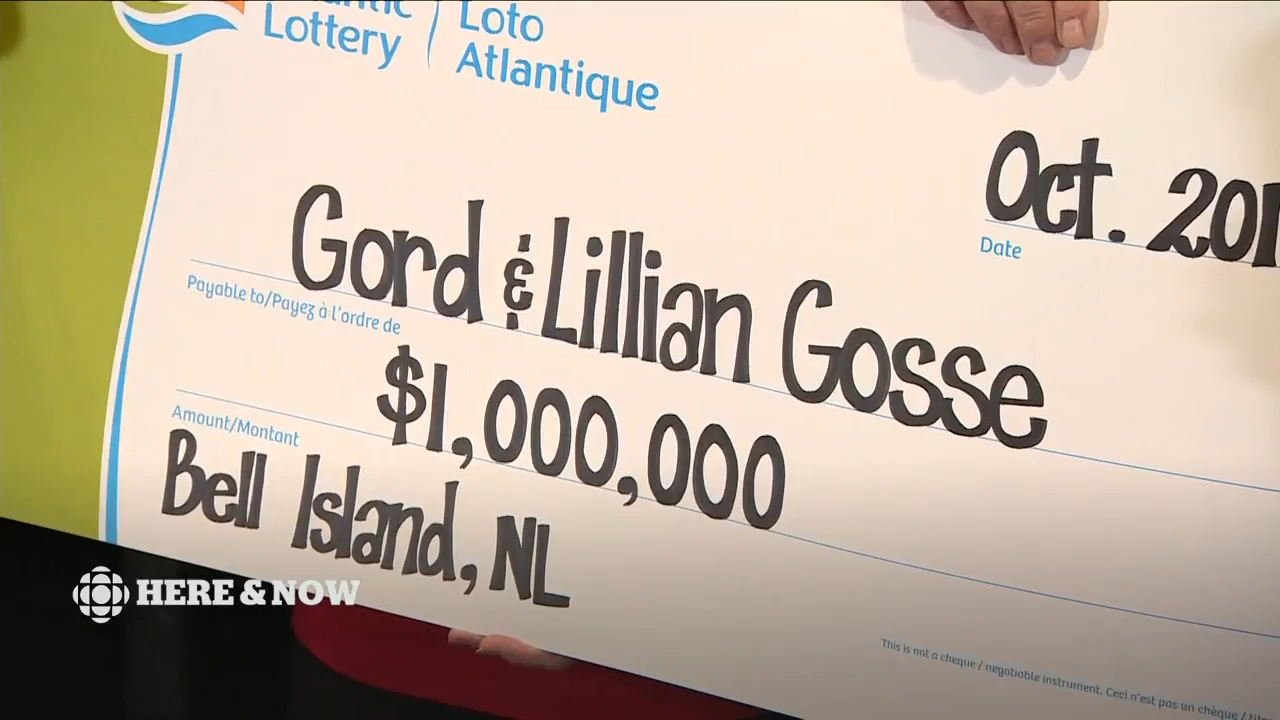 Lottery
Loto
Atlantique
Oct. 201
Date
Gord & Lillian Gosse
Payable to/Payez à l'ordre de
$1,000,000
Amount/Montant
Bell Island, NL
HERE & NOW
This is not a cheque / negotiable instrument. Ceci n'est pas un chèque /